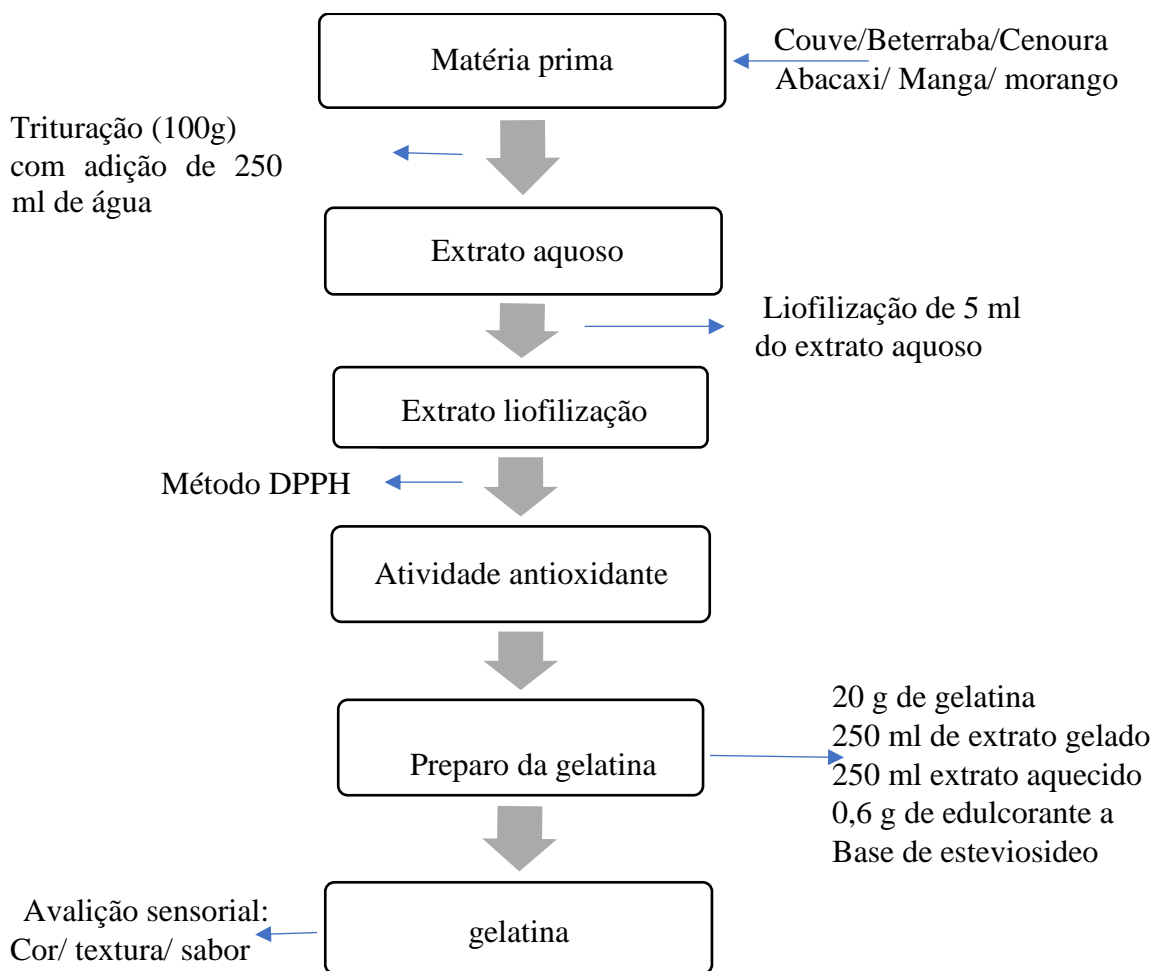 Matéria prima
Couve/Beterraba/Cenoura
Abacaxi/ Manga/ morango
Trituração (100g)
com adição de 250
ml de água
Extrato aquoso
Liofilização de 5 ml
do extrato aquoso
Extrato liofilização
Método DPPH
Atividade antioxidante
Preparo da gelatina
20 g de gelatina
250 ml de extrato gelado
250 ml extrato aquecido
0,6 g de edulcorante a
Base de esteviosideo
gelatina
Avalição sensorial:
Cor/ textura/ sabor